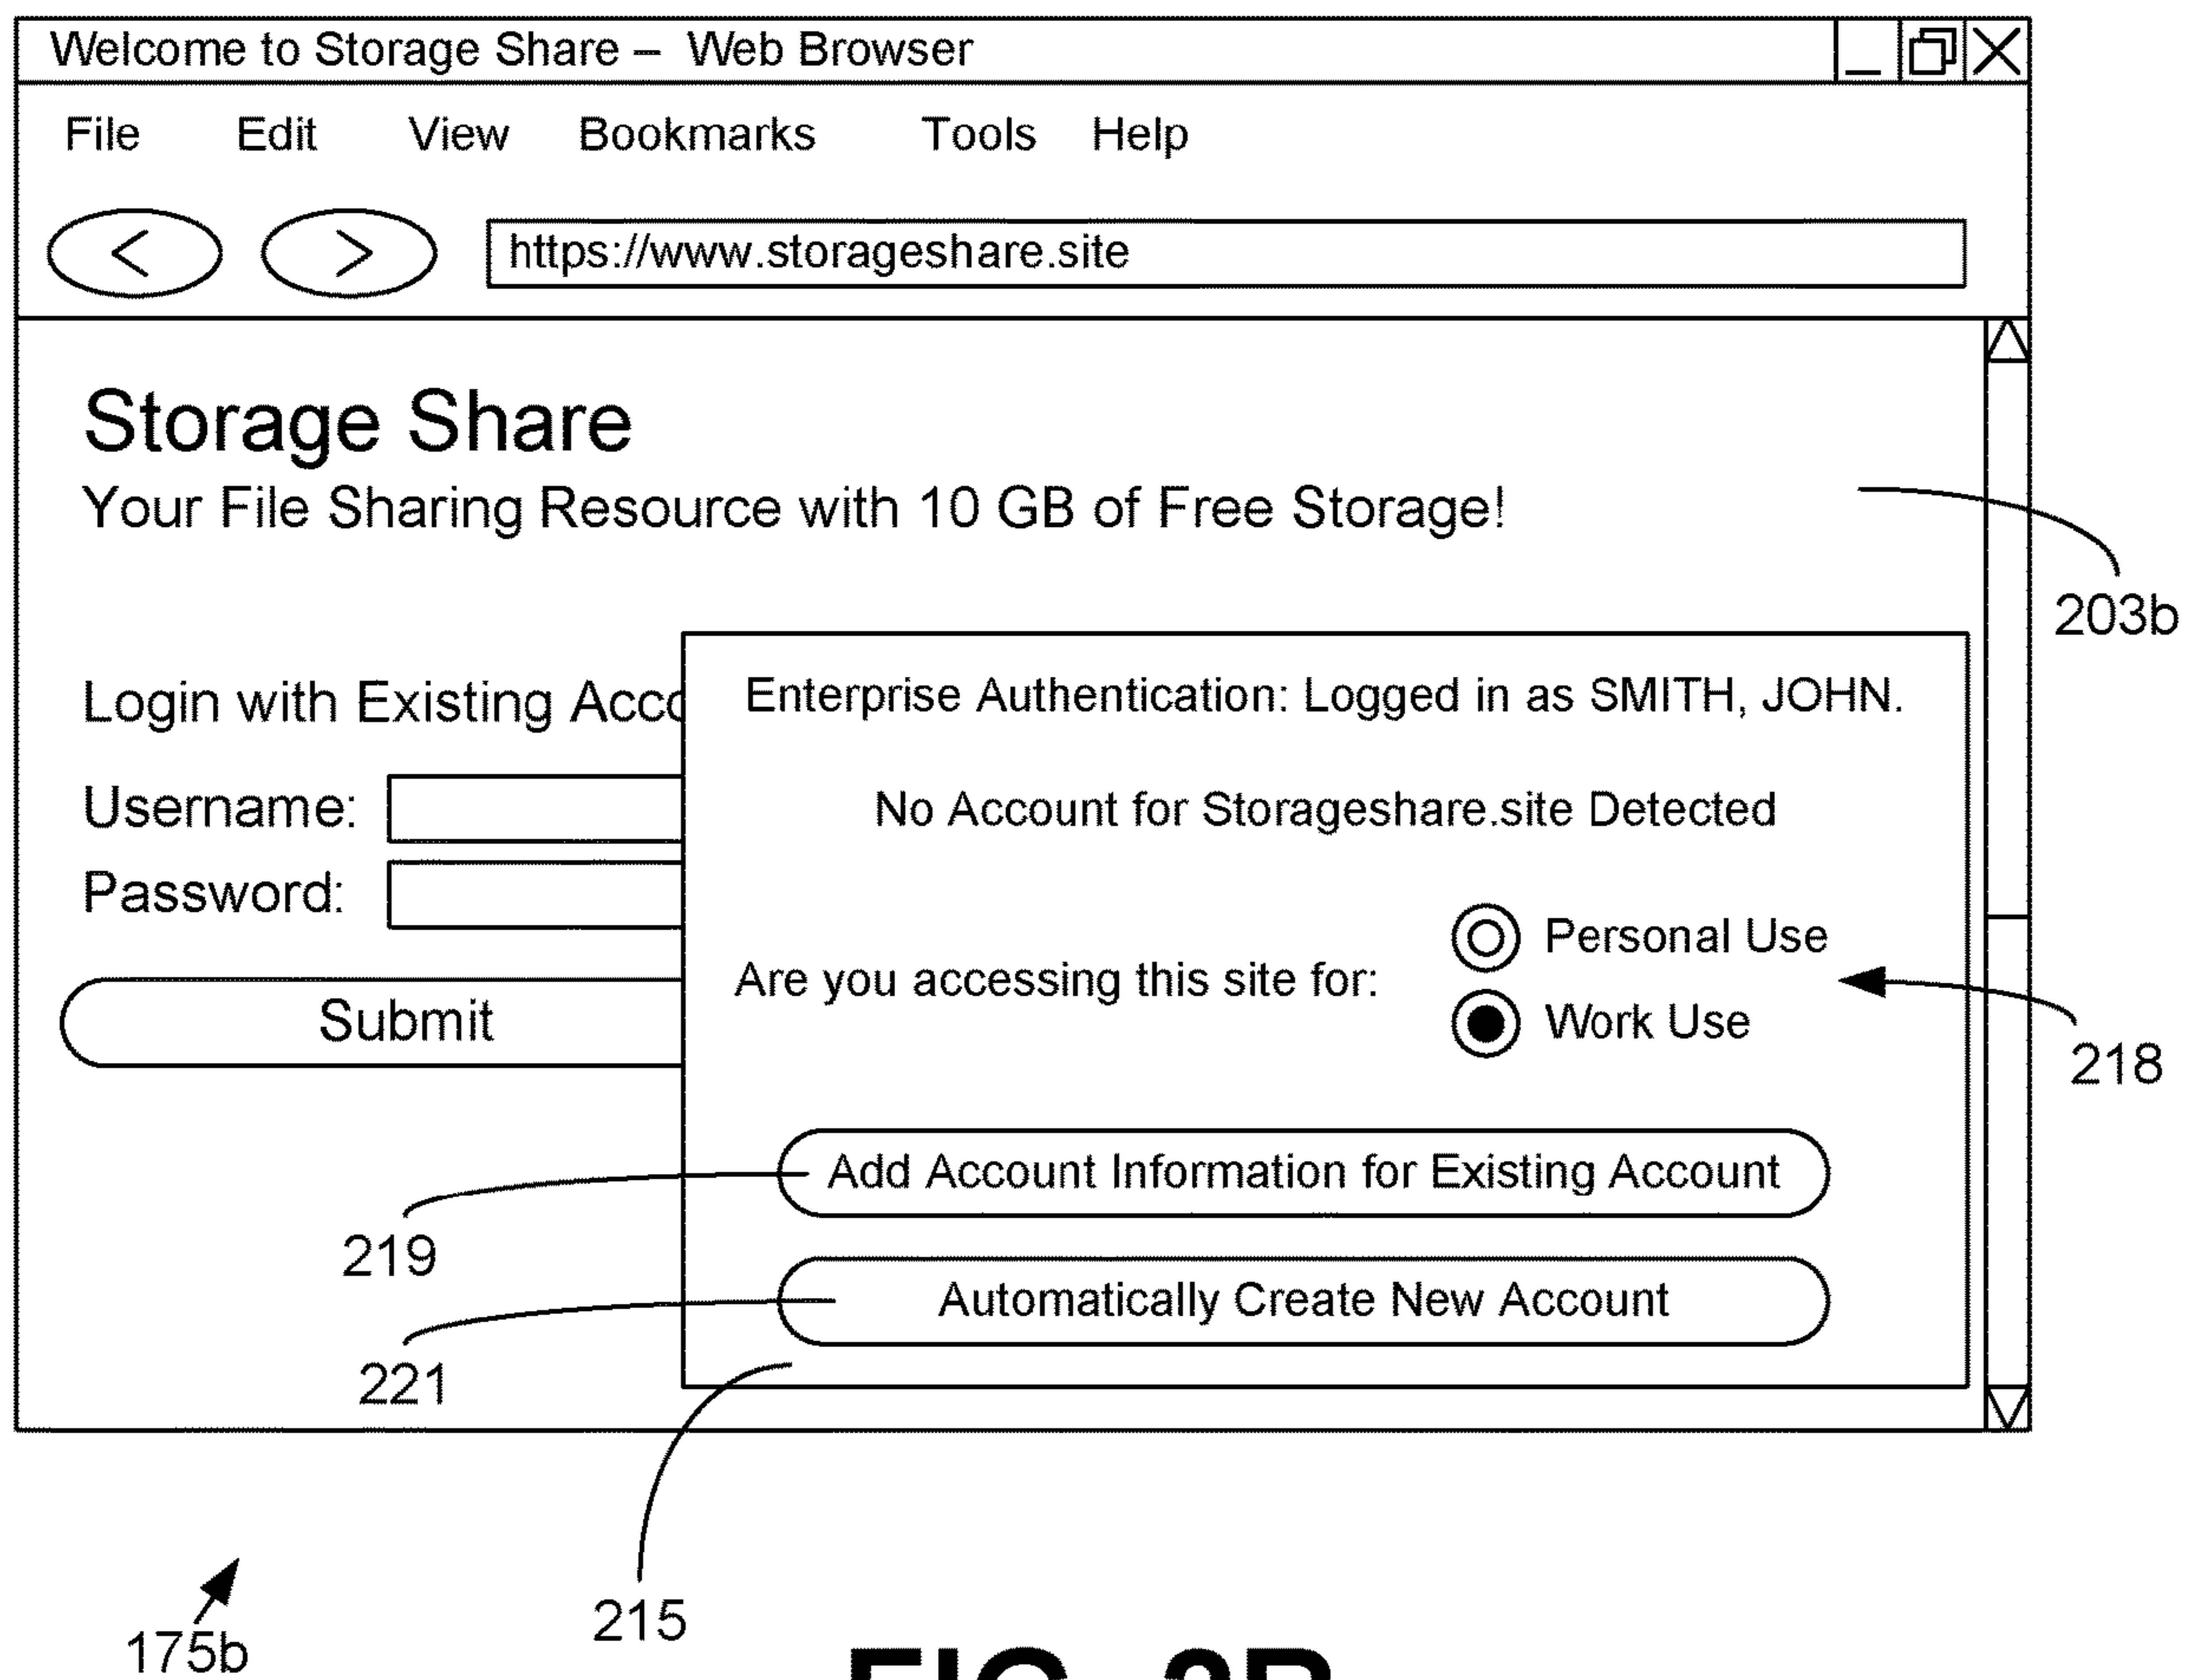 Welcome to Storage Share – Web Browser
File Edit View Bookmarks Tools Help
< > https://www.storageshare.site
Storage Share
Your File Sharing Resource with 10 GB of Free Storage!
203b
Login with Existing Acco
Enterprise Authentication: Logged in as SMITH, JOHN.
Username:
No Account for Storageshare.site Detected
Password:
Personal Use
Are you accessing this site for:
Work Use
Submit
218
Add Account Information for Existing Account
219
Automatically Create New Account
221
215
175b